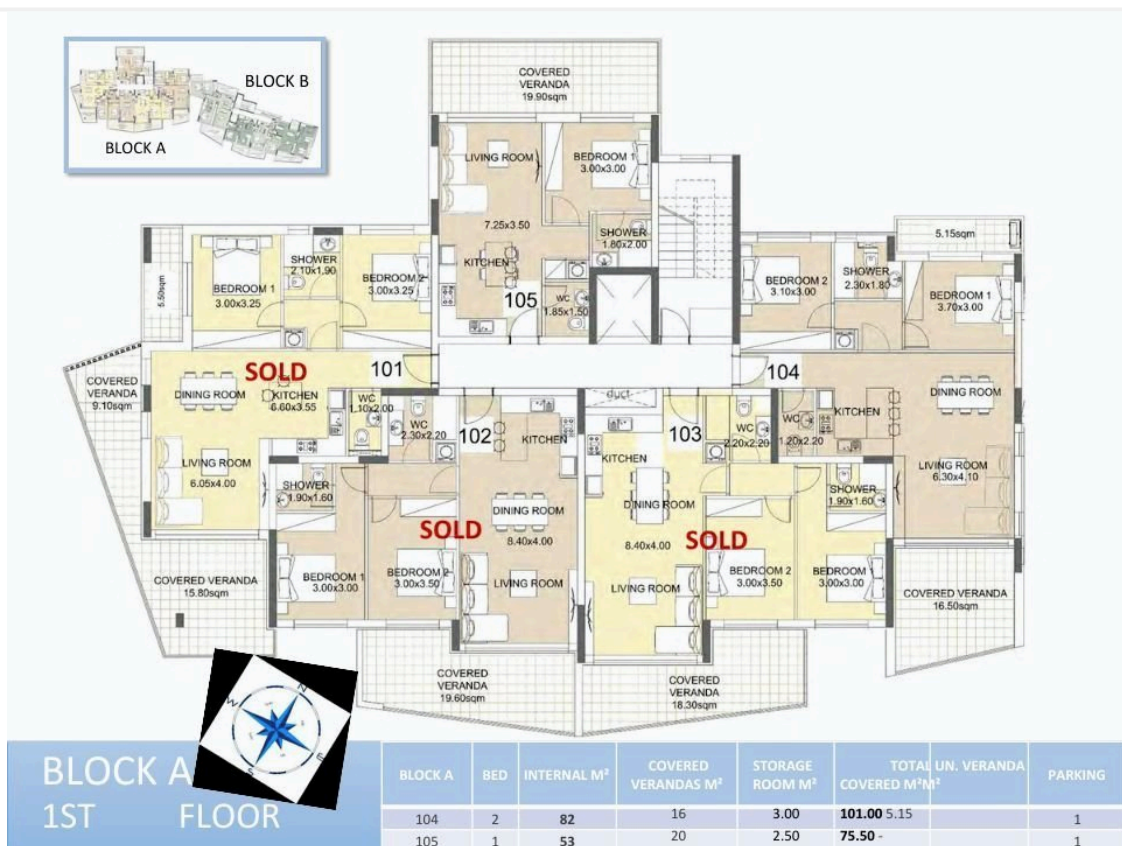 BLOCK B
BLOCK A
COVERED
VERANDA
19.90sqm
LIVING ROOM
BEDROOM 1
3.00x3.00
7.25x3.50
SHOWER
1.80x2.00
KITCHEN
105
WC
1.85x1.50
5.50sqm
BEDROOM 1
3.00x3.25
SHOWER
2.10x1.90
BEDROOM 2
3.00x3.25
SOLD
101
COVERED
VERANDA
9.10sqm
DINING ROOM
KITCHEN
6.60x3.55
WC
1.10x2.00
LIVING ROOM
6.05x4.00
COVERED VERANDA
15.80sqm
WC
2.30x2.20
102
KITCHEN
SHOWER
1.90x1.60
SOLD
DINING ROOM
8.40x4.00
BEDROOM 1
3.00x3.00
BEDROOM 2
3.00x3.50
LIVING ROOM
COVERED
VERANDA
19.60sqm
duct
103
WC
2.20x2.20
KITCHEN
DINING ROOM
8.40x4.00
SOLD
SHOWER
1.90x1.60
BEDROOM 2
3.00x3.50
BEDROOM
3.00x3.00
LIVING ROOM
COVERED
VERANDA
18.30sqm
5.15sqm
BEDROOM 2
3.10x3.00
SHOWER
2.30x1.80
BEDROOM 1
3.70x3.00
104
DINING ROOM
WC
1.20x2.20
KITCHEN
LIVING ROOM
6.30x4.10
COVERED VERANDA
16.50sqm
N
W
E
S
BLOCK A
1ST FLOOR
BLOCK A BED INTERNAL M² COVERED VERANDAS M² STORAGE ROOM M² TOTAL COVERED M² UN. VERANDA M² PARKING
104 2 82 16 3.00 101.00 5.15 1
105 1 53 20 2.50 75.50 - 1